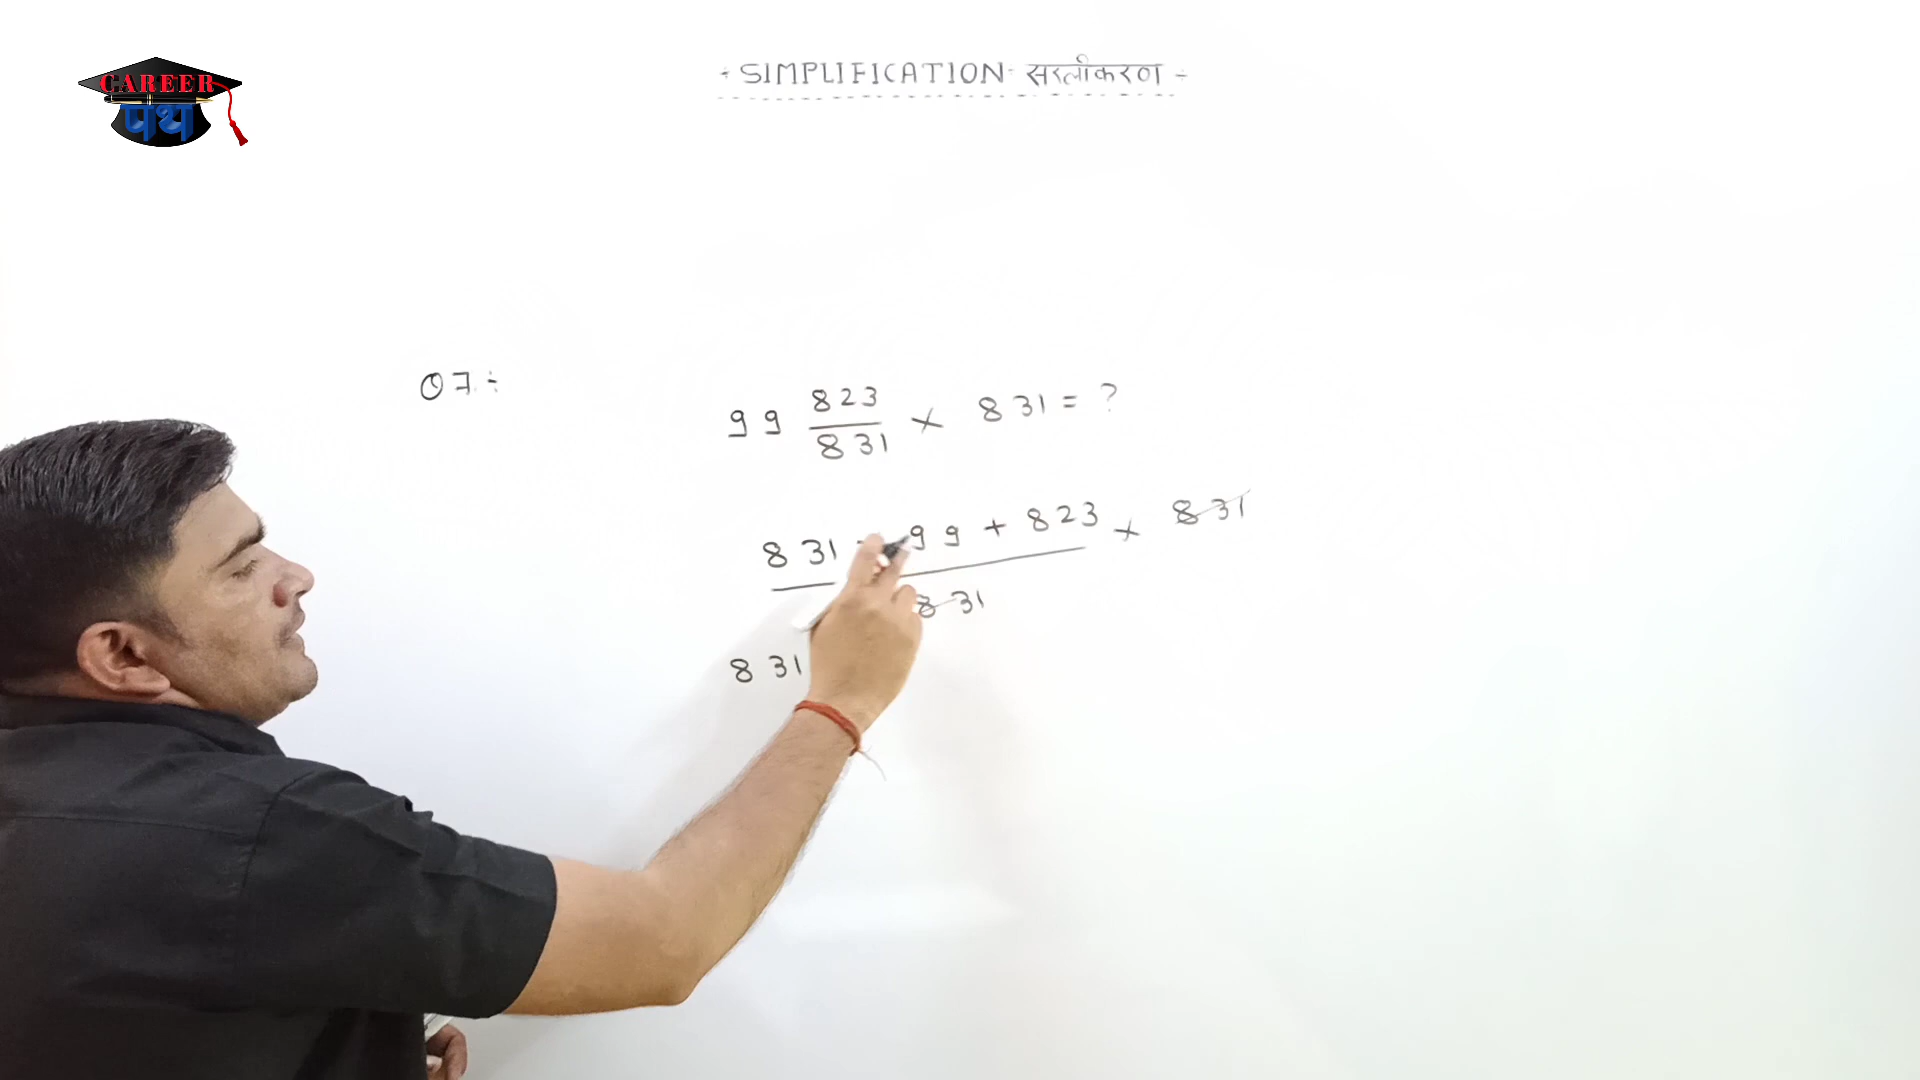 CAREER
पथ
÷ SIMPLIFICATION - सरलीकरण ÷
07 ÷
99 823/831 × 831 = ?
831 99 + 823 / 831 × 831
831